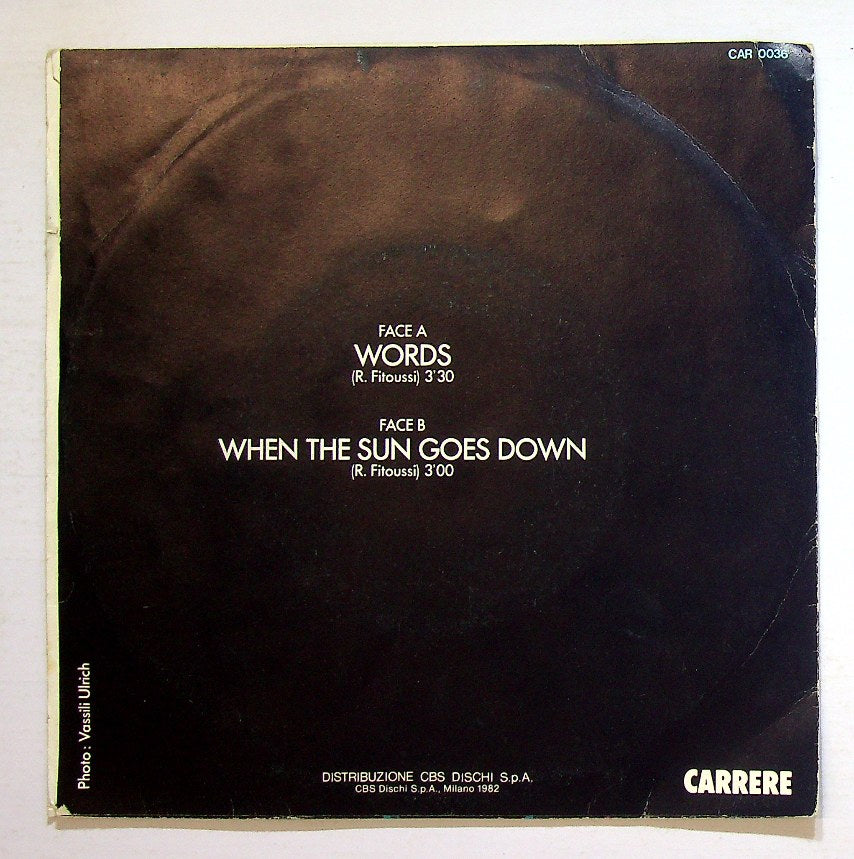 CAR 0036
FACE A
WORDS
(R. Fitoussi) 3'30
FACE B
WHEN THE SUN GOES DOWN
(R. Fitoussi) 3'00
Photo : Vassili Ulrich
DISTRIBUZIONE CBS DISCHI S.p.A.
CBS Dischi S.p.A., Milano 1982
CARRERE